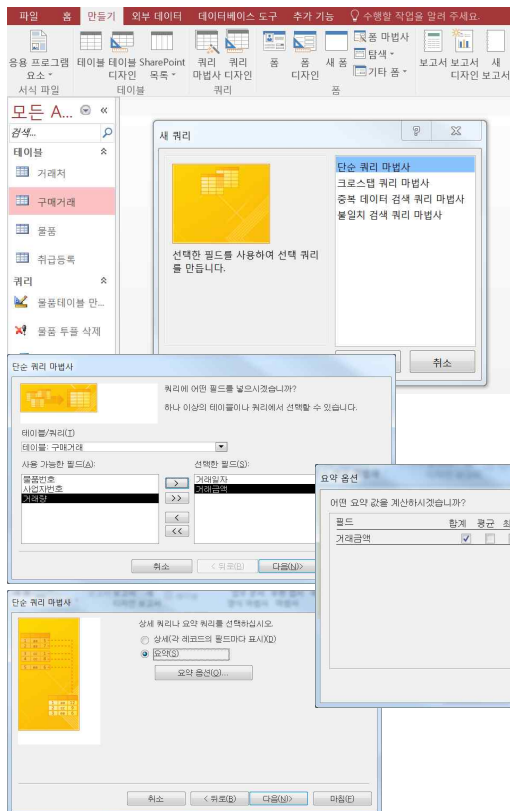 파일 홈 만들기 외부 데이터 데이터베이스 도구 추가 기능 수행할 작업을 알려 주세요.
응용 프로그램 요소
테이블
테이블 디자인
SharePoint 목록
쿼리 마법사
쿼리 디자인
폼
폼 디자인
새 폼
폼 마법사
탐색
기타 폼
보고서
보고서 디자인
새 보고서
서식 파일 테이블 쿼리 폼
모든 A... «
검색...
테이블
거래처
구매거래
물품
취급등록
쿼리
물품테이블 만...
물품 투플 삭제
새 쿼리
선택한 필드를 사용하여 선택 쿼리
를 만듭니다.
단순 쿼리 마법사
크로스탭 쿼리 마법사
중복 데이터 검색 쿼리 마법사
불일치 검색 쿼리 마법사
취소
단순 쿼리 마법사
쿼리에 어떤 필드를 넣으시겠습니까?
하나 이상의 테이블이나 쿼리에서 선택할 수 있습니다.
테이블/쿼리(T)
테이블: 구매거래
사용 가능한 필드(A):
물품번호
사업자번호
거래량
>
>>
<
<<
선택한 필드(S):
거래일자
거래금액
취소 < 뒤로(B) 다음(N)>
요약 옵션
어떤 요약 값을 계산하시겠습니까?
필드 합계 평균 최
거래금액
단순 쿼리 마법사
상세 쿼리나 요약 쿼리를 선택하십시오.
상세(각 레코드의 필드마다 표시)(D)
요약(S)
요약 옵션(O)...
취소 < 뒤로(B) 다음(N)> 마침(F)